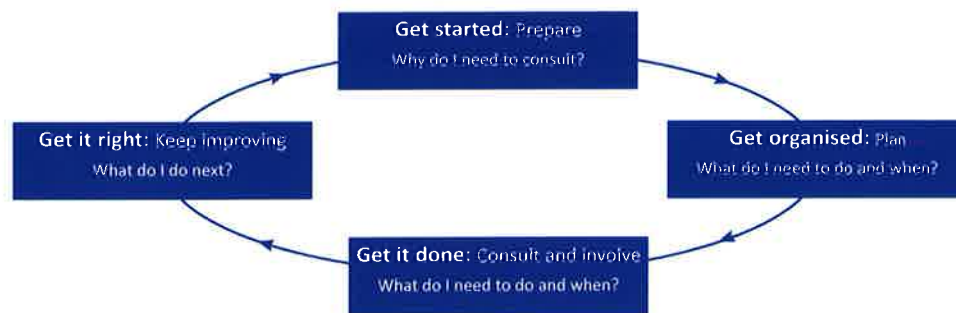 Get started: Prepare
Why do I need to consult?
Get organised: Plan
What do I need to do and when?
Get it done: Consult and involve
What do I need to do and when?
Get it right: Keep improving
What do I do next?